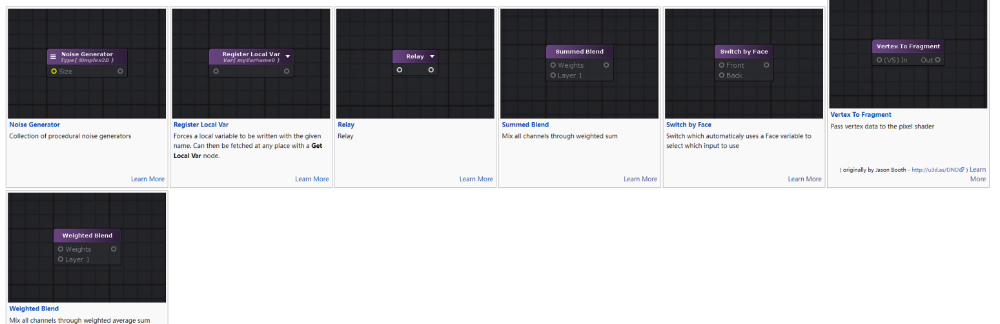 Noise Generator
Type( Simplex2D )
Size
Noise Generator
Collection of procedural noise generators
Learn More
Register Local Var
Var( myVarName0 )
Register Local Var
Forces a local variable to be written with the given
name. Can then be fetched at any place with a Get
Local Var node.
Learn More
Relay
Relay
Relay
Learn More
Summed Blend
Weights
Layer 1
Summed Blend
Mix all channels through weighted sum
Learn More
Switch by Face
Front
Back
Switch by Face
Switch which automaticaly uses a Face variable to
select which input to use
Learn More
Vertex To Fragment
(VS) In Out
Vertex To Fragment
Pass vertex data to the pixel shader
( originally by Jason Booth - http://u3d.as/DND ) Learn
More
Weighted Blend
Weights
Layer 1
Weighted Blend
Mix all channels through weighted average sum